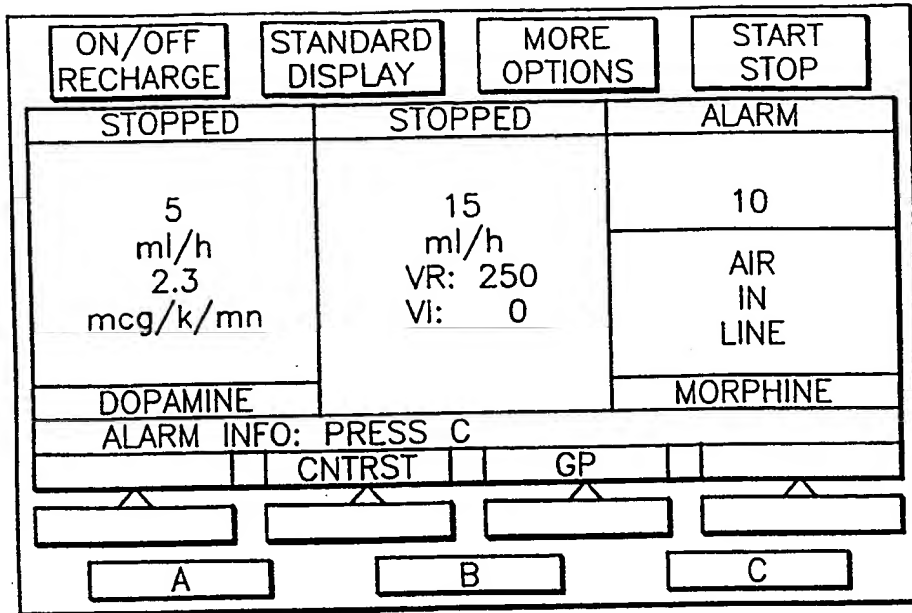 ON/OFF
RECHARGE
STANDARD
DISPLAY
MORE
OPTIONS
START
STOP
STOPPED
5
ml/h
2.3
mcg/k/mn
DOPAMINE
STOPPED
15
ml/h
VR: 250
VI: 0
ALARM
10
AIR
IN
LINE
MORPHINE
ALARM INFO: PRESS C
CNTRST
GP
A
B
C